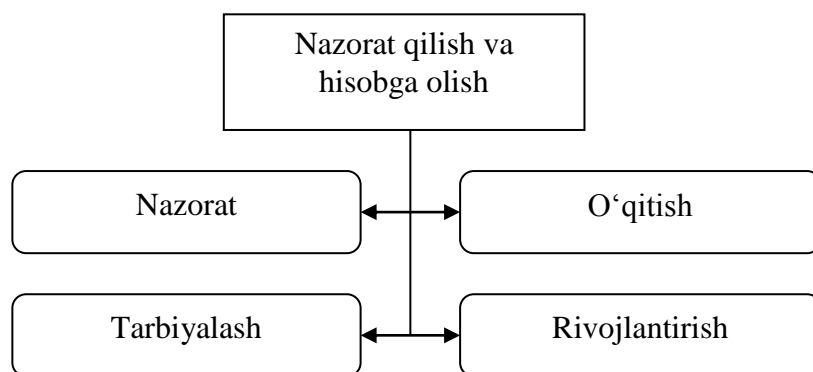 Nazorat qilish va
hisobga olish
Nazorat
O‘qitish
Tarbiyalash
Rivojlantirish